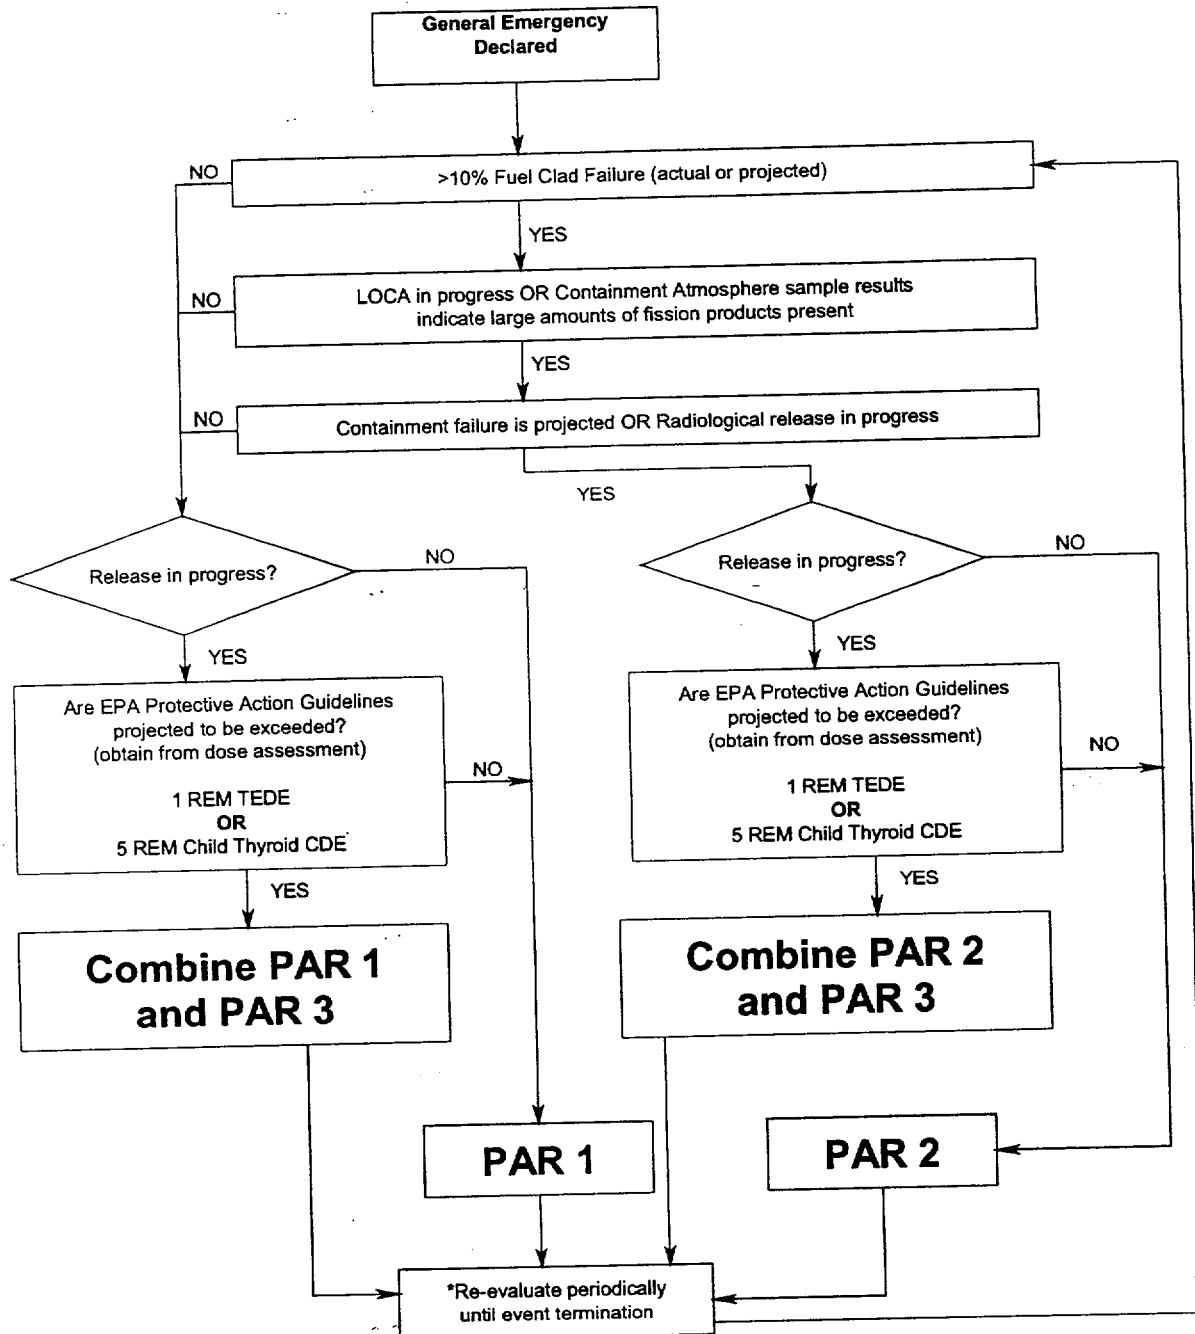 General Emergency
Declared
NO
>10% Fuel Clad Failure (actual or projected)
YES
NO
LOCA in progress OR Containment Atmosphere sample results
indicate large amounts of fission products present
YES
NO
Containment failure is projected OR Radiological release in progress
YES
Release in progress?
NO
YES
Are EPA Protective Action Guidelines
projected to be exceeded?
(obtain from dose assessment)
1 REM TEDE
OR
5 REM Child Thyroid CDE
NO
YES
Combine PAR 1
and PAR 3
Release in progress?
NO
YES
Are EPA Protective Action Guidelines
projected to be exceeded?
(obtain from dose assessment)
1 REM TEDE
OR
5 REM Child Thyroid CDE
NO
YES
Combine PAR 2
and PAR 3
PAR 1
PAR 2
*Re-evaluate periodically
until event termination